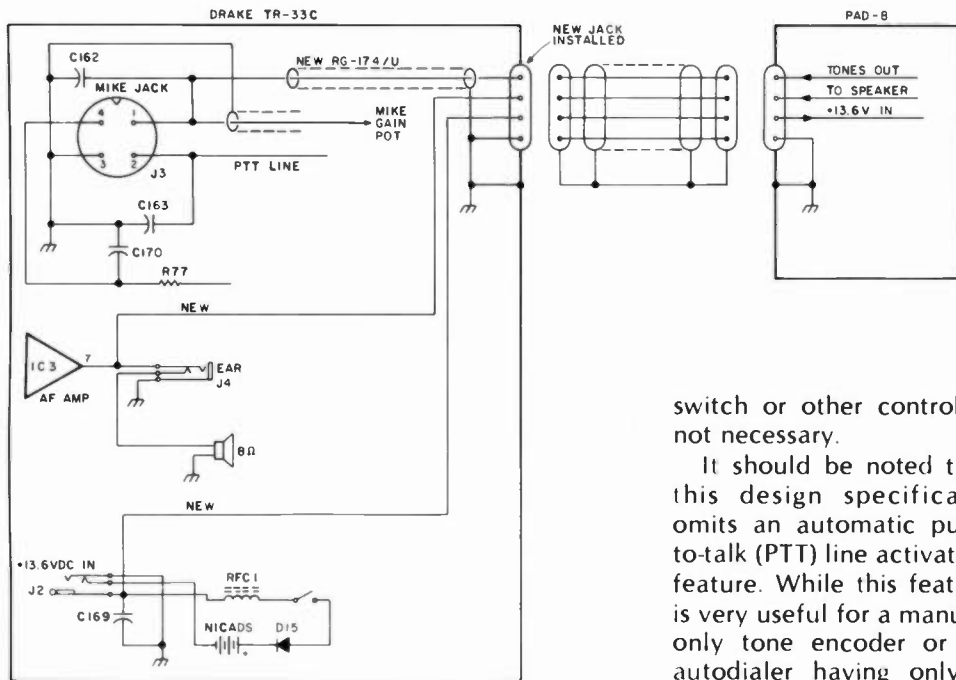 DRAKE TR-33C
PAD-8
NEW JACK
INSTALLED
C162
NEW RG-174/U
MIKE JACK
4
1
3
2
J3
MIKE
GAIN
POT
PTT LINE
C163
C170
R77
TONES OUT
TO SPEAKER
+13.6V IN
NEW
IC3
7
AF AMP
EAR
J4
8Ω
NEW
+13.6VDC IN
J2
C169
RFC1
NICADS
+
D15
switch or other control
not necessary.
It should be noted t
this design specifica
omits an automatic pu
to-talk (PTT) line activat
feature. While this feat
is very useful for a manu
only tone encoder or
autodialer having only